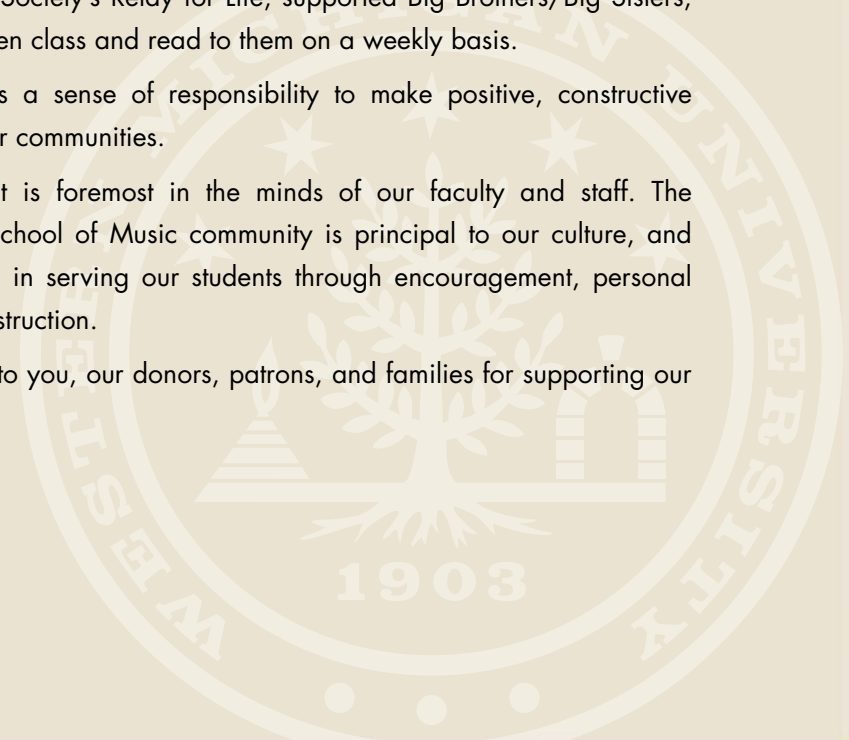 Society's Relay for Life, supported Big Brothers/Big Sisters,
en class and read to them on a weekly basis.
s a sense of responsibility to make positive, constructive
r communities.
t is foremost in the minds of our faculty and staff. The
chool of Music community is principal to our culture, and
in serving our students through encouragement, personal
struction.
to you, our donors, patrons, and families for supporting our
WESTERN MICHIGAN UNIVERSITY
1903